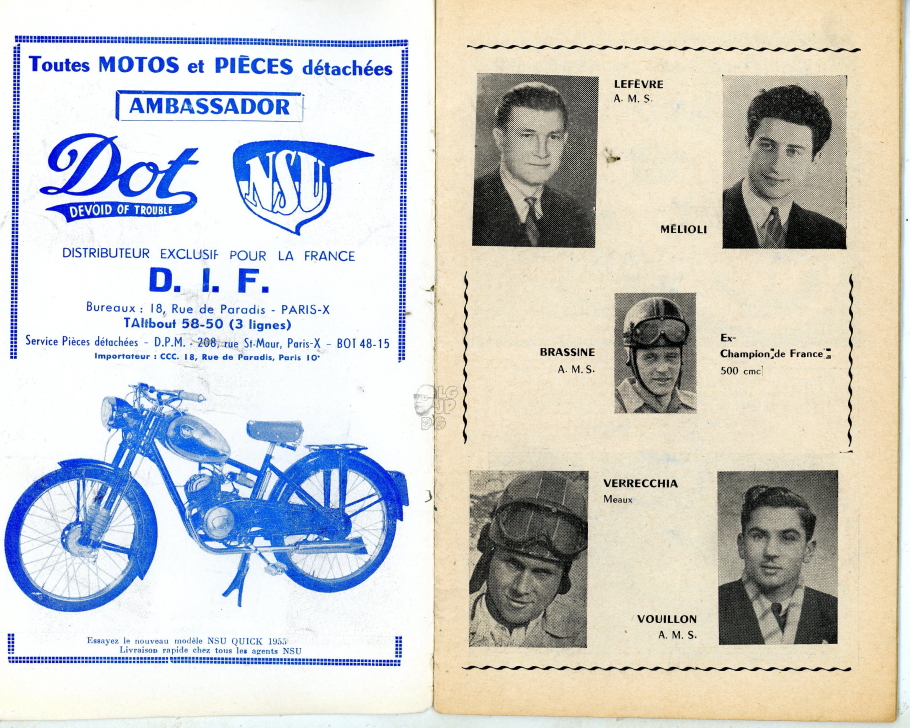 Toutes MOTOS et PIÈCES détachées
AMBASSADOR
Dot
DEVOID OF TROUBLE
NSU
DISTRIBUTEUR EXCLUSIF POUR LA FRANCE
D. I. F.
Bureaux : 18, Rue de Paradis - PARIS-X
TAItbout 58-50 (3 lignes)
Service Pièces détachées - D.P.M. - 208, rue St-Maur, Paris-X - BOT 48-15
Importateur : CCC. 18, Rue de Paradis, Paris 10e
Essayez le nouveau modèle NSU QUICK 1955
Livraison rapide chez tous les agents NSU
LEFÈVRE
A. M. S.
MÉLIOLI
BRASSINE
A. M. S.
Ex-
Champion de France
500 cmc
VERRECCHIA
Meaux
VOUILLON
A. M. S.